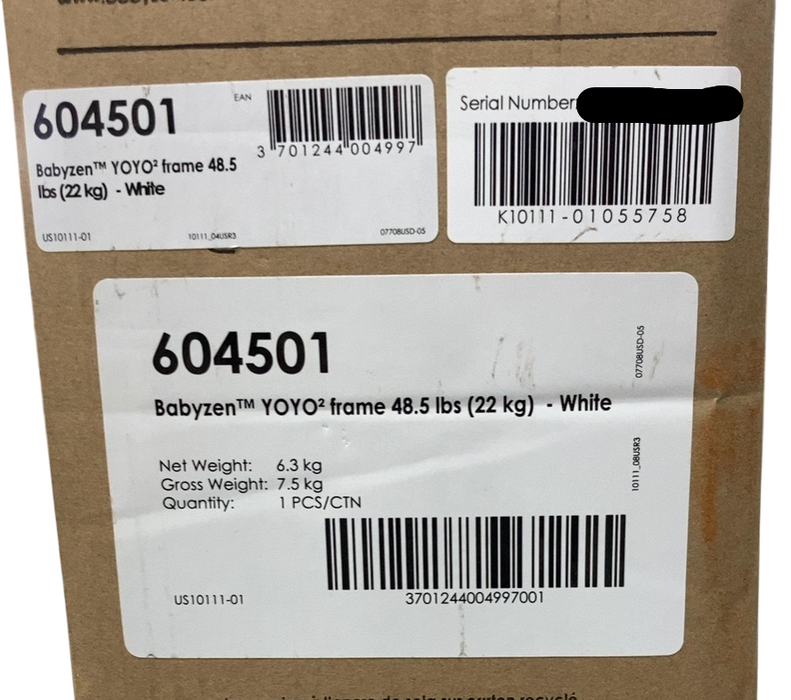 604501
EAN
3 701244 004997
Babyzen™ YOYO² frame 48.5
lbs (22 kg) - White
US10111-01
10111_04USR3
07708USD-05
Serial Number
K10111-01055758
604501
Babyzen™ YOYO² frame 48.5 lbs (22 kg) - White
Net Weight: 6.3 kg
Gross Weight: 7.5 kg
Quantity: 1 PCS/CTN
3701244004997001
US10111-01
07708USD-05
10111_08USR3